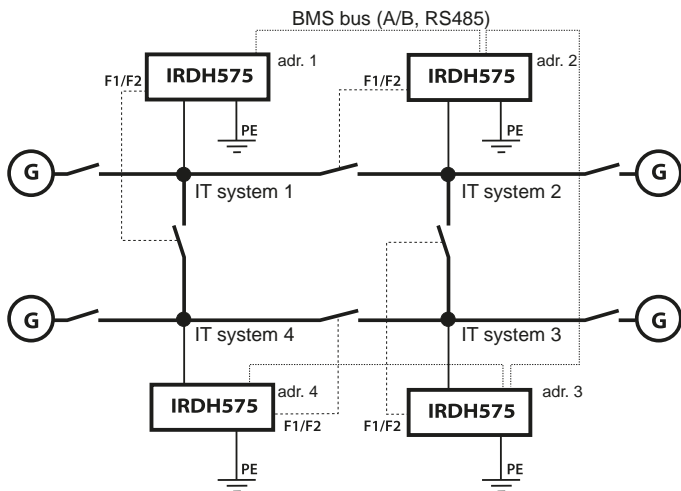 BMS bus (A/B, RS485)
IRDH575
adr. 1
IRDH575
adr. 2
F1/F2
F1/F2
PE
PE
G
G
IT system 1
IT system 2
G
G
IT system 4
IT system 3
IRDH575
adr. 4
IRDH575
adr. 3
F1/F2
F1/F2
PE
PE